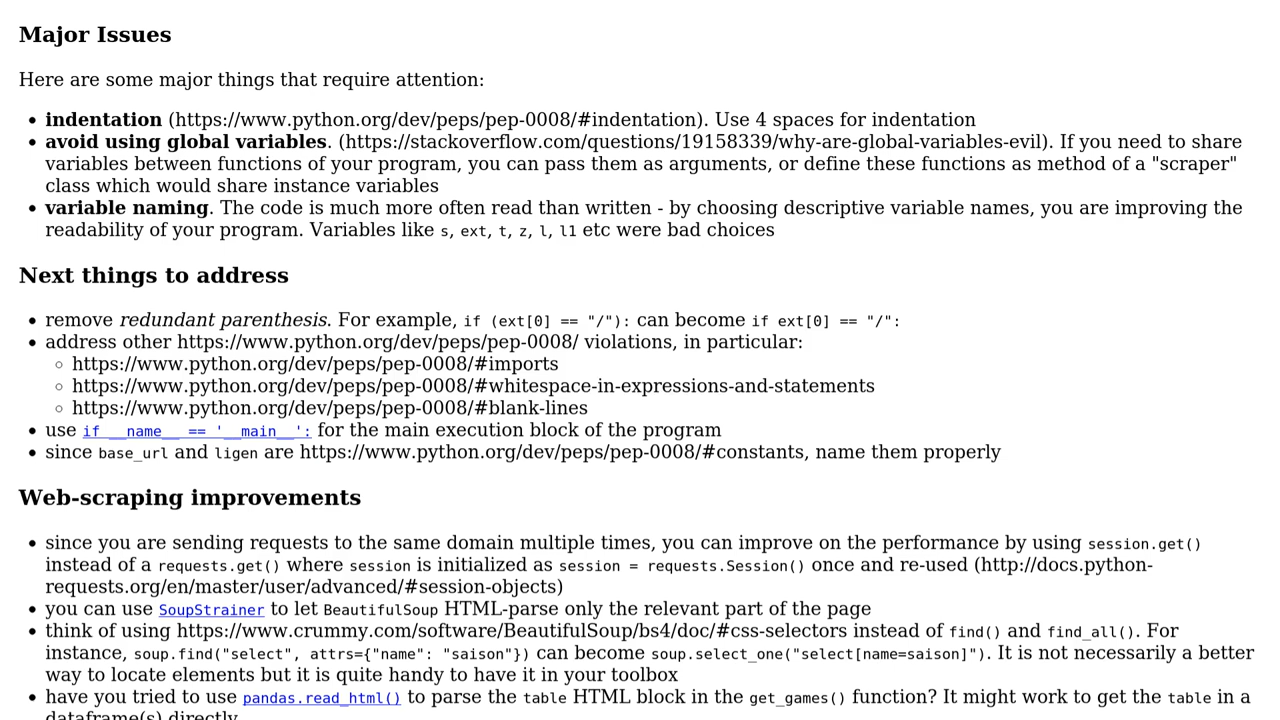 Major Issues
Here are some major things that require attention:
• indentation (https://www.python.org/dev/peps/pep-0008/#indentation). Use 4 spaces for indentation
• avoid using global variables. (https://stackoverflow.com/questions/19158339/why-are-global-variables-evil). If you need to share
variables between functions of your program, you can pass them as arguments, or define these functions as method of a "scraper"
class which would share instance variables
• variable naming. The code is much more often read than written - by choosing descriptive variable names, you are improving the
readability of your program. Variables like s, ext, t, z, l, l1 etc were bad choices
Next things to address
• remove redundant parenthesis. For example, if (ext[0] == "/"): can become if ext[0] == "/":
• address other https://www.python.org/dev/peps/pep-0008/ violations, in particular:
◦ https://www.python.org/dev/peps/pep-0008/#imports
◦ https://www.python.org/dev/peps/pep-0008/#whitespace-in-expressions-and-statements
◦ https://www.python.org/dev/peps/pep-0008/#blank-lines
• use if __name__ == '__main__': for the main execution block of the program
• since base_url and ligen are https://www.python.org/dev/peps/pep-0008/#constants, name them properly
Web-scraping improvements
• since you are sending requests to the same domain multiple times, you can improve on the performance by using session.get()
instead of a requests.get() where session is initialized as session = requests.Session() once and re-used (http://docs.python-
requests.org/en/master/user/advanced/#session-objects)
• you can use SoupStrainer to let BeautifulSoup HTML-parse only the relevant part of the page
• think of using https://www.crummy.com/software/BeautifulSoup/bs4/doc/#css-selectors instead of find() and find_all(). For
instance, soup.find("select", attrs={"name": "saison"}) can become soup.select_one("select[name=saison]"). It is not necessarily a better
way to locate elements but it is quite handy to have it in your toolbox
• have you tried to use pandas.read_html() to parse the table HTML block in the get_games() function? It might work to get the table in a
dataframe(s) directly